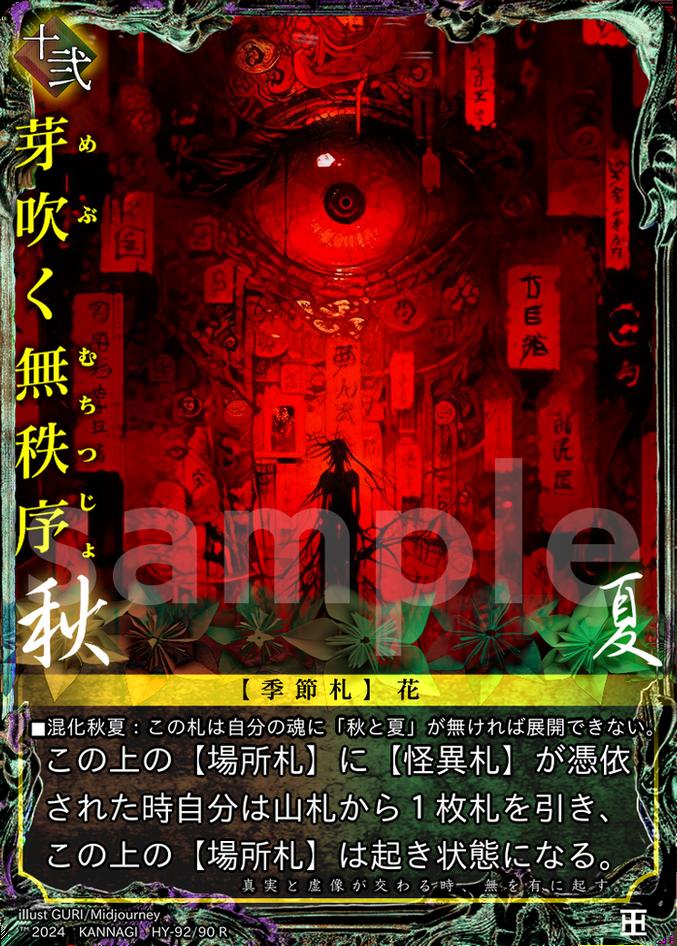 十弐
芽吹く無秩序
めぶ
むちつじょ
sample
秋
夏
【季節札】花
■混化秋夏：この札は自分の魂に「秋と夏」が無ければ展開できない。
この上の【場所札】に【怪異札】が憑依
された時自分は山札から１枚札を引き、
この上の【場所札】は起き状態になる。
真実と虚像が交わる時、無を有に起す。
illust GURI/Midjourney
™2024 KANNAGI HY-92/90 R